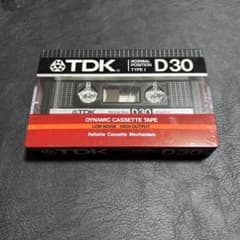 TDK NORMAL POSITION TYPE I D30
TDK D30
DYNAMIC CASSETTE TAPE
LOW NOISE HIGH OUTPUT
Reliable Cassette Mechanism